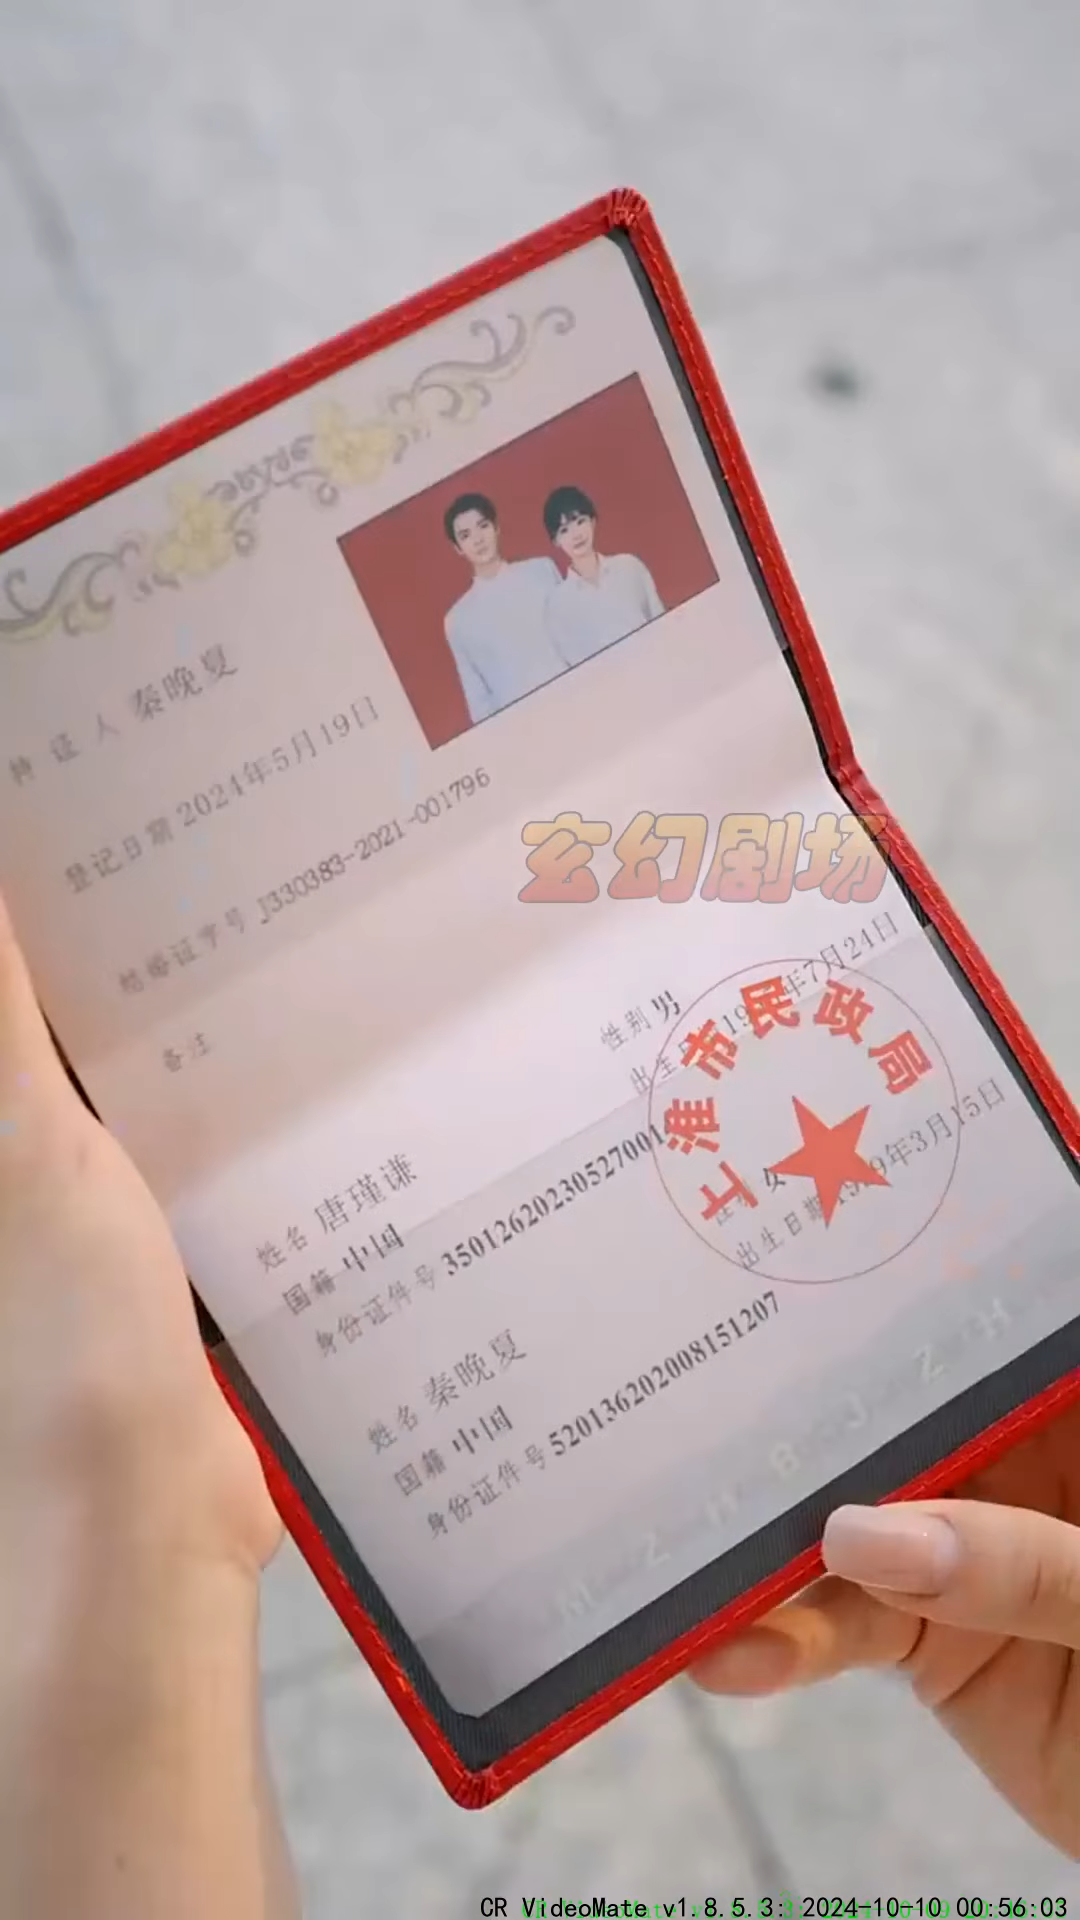 持证人 秦晚夏
登记日期 2024年5月19日
结婚证字号 J330383-2021-001796
备注
玄幻剧场
姓名 唐瑾谦 性别 男
国籍 中国 出生日 19 年7月24日
身份证件号 35012620230527001
上淮市民政局
姓名 秦晚夏 女
国籍 中国 出生日期 19 9年3月15日
身份证件号 520136202008151207
M Z H B J Z H
CR VideoMate v1.8.5.3: 2024-10-10 00:56:03